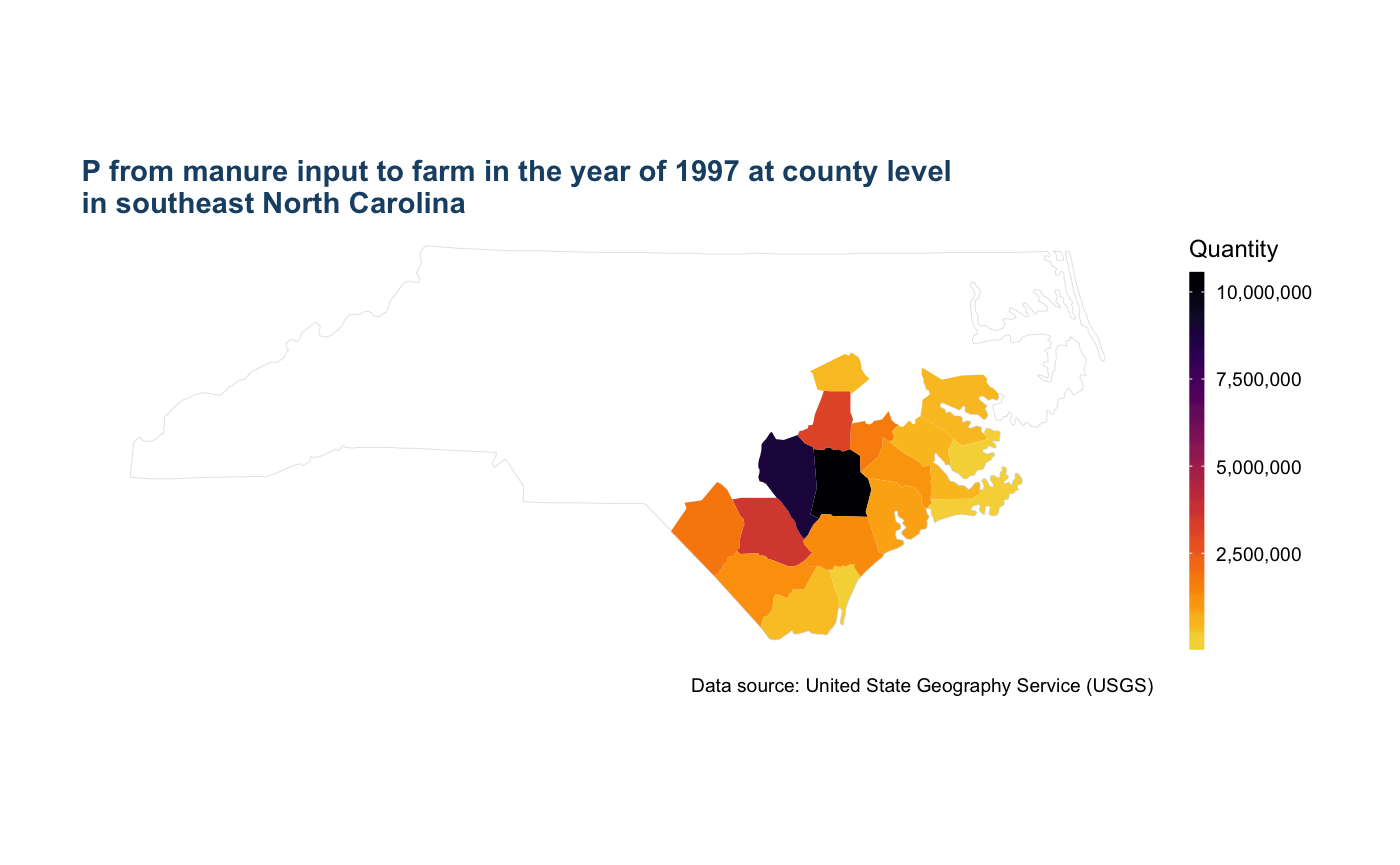 P from manure input to farm in the year of 1997 at county level
in southeast North Carolina
Quantity
10,000,000
7,500,000
5,000,000
2,500,000
Data source: United State Geography Service (USGS)